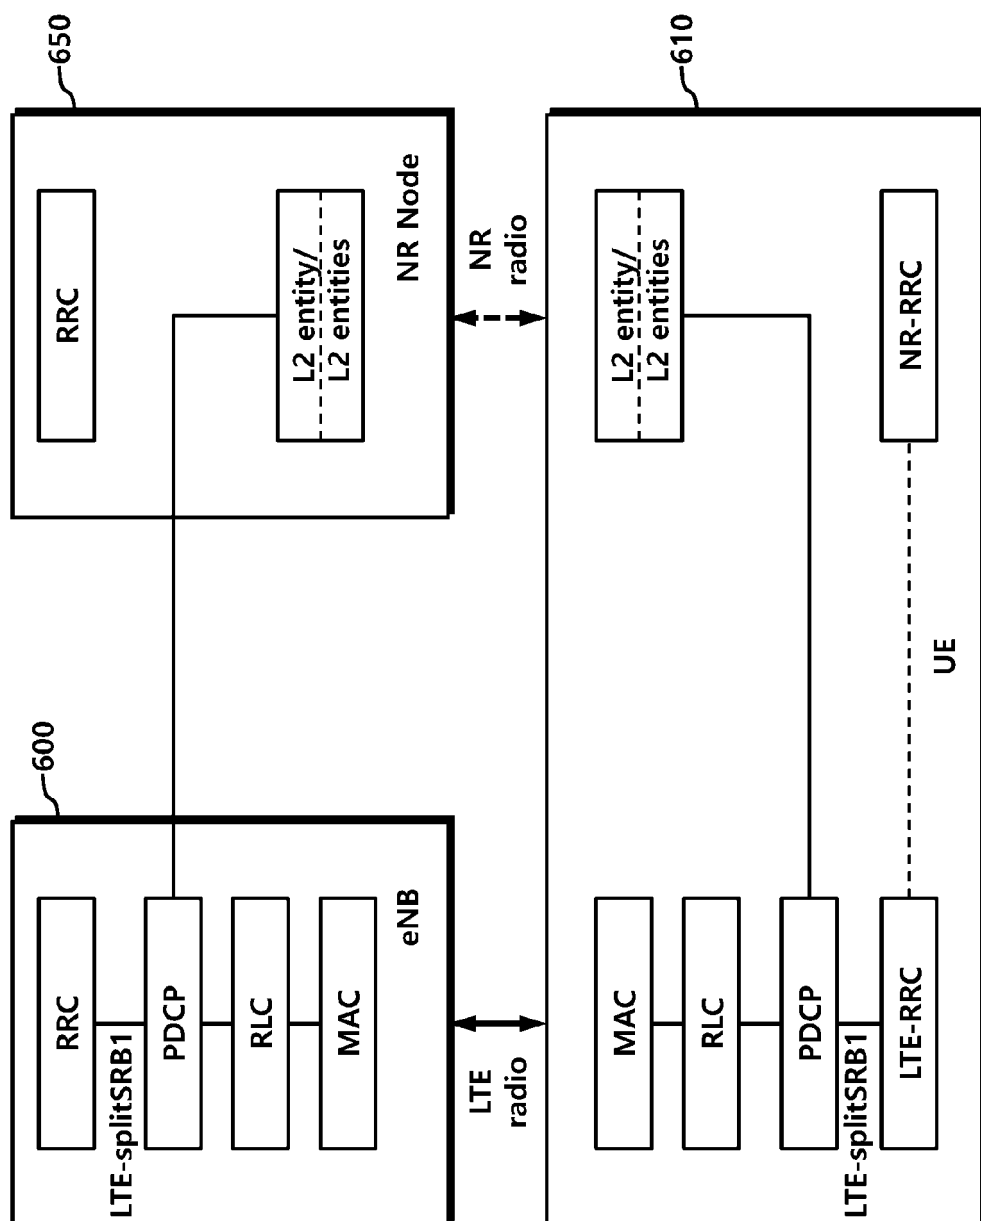 600
RRC
LTE-splitSRB1
PDCP
RLC
MAC
eNB
650
RRC
L2 entity/
L2 entities
NR Node
LTE
radio
NR
radio
610
MAC
RLC
PDCP
LTE-splitSRB1
LTE-RRC
L2 entity/
L2 entities
NR-RRC
UE